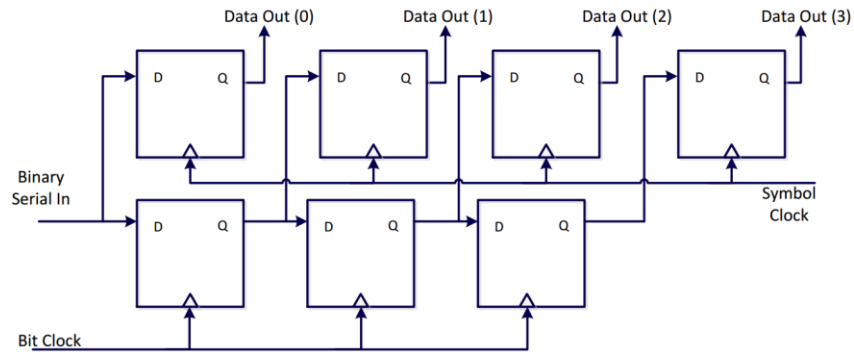 Data Out (0) Data Out (1) Data Out (2) Data Out (3)
D Q D Q D Q D Q
Binary
Serial In
Symbol
Clock
D Q D Q D Q
Bit Clock